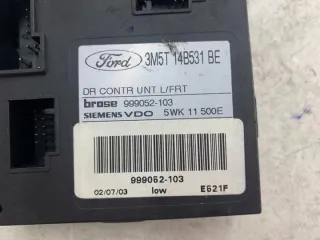 Ford 3M5T 14B531 BE
DR CONTR UNT L/FRT
brose 999052-103
SIEMENS VDO 5WK 11 500E
999052-103
02/07/03 low E621F